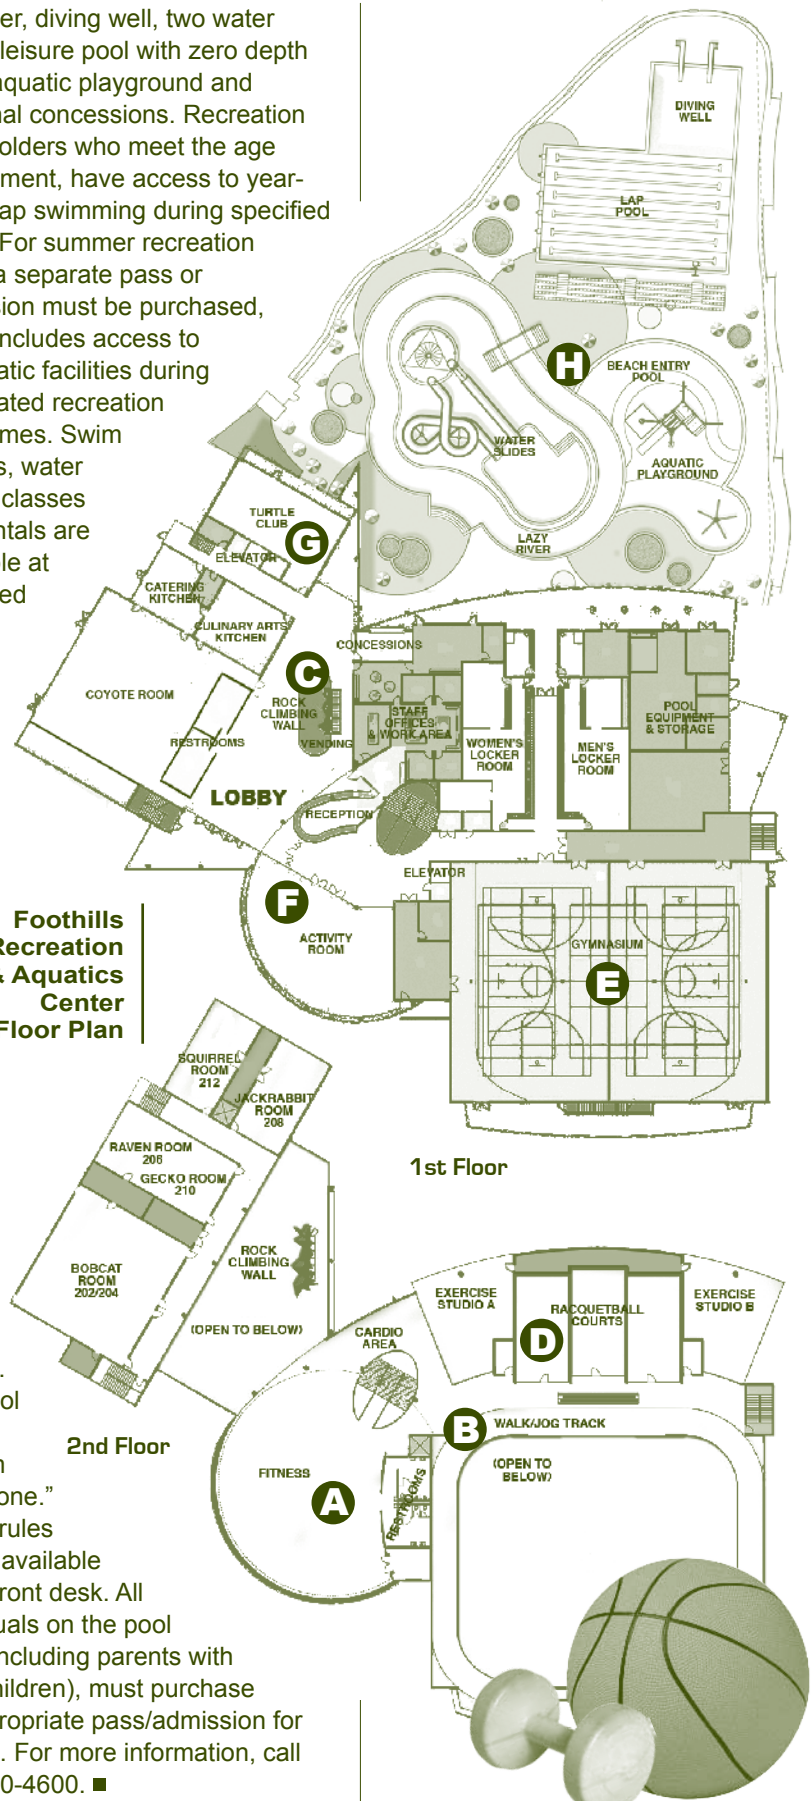 er, diving well, two water
leisure pool with zero depth
aquatic playground and
nal concessions. Recreation
olders who meet the age
ment, have access to year-
ap swimming during specified
For summer recreation
a separate pass or
sion must be purchased,
includes access to
atic facilities during
ated recreation
mes. Swim
s, water
classes
ntals are
ble at
ed
DIVING
WELL
LAP
POOL
H
BEACH ENTRY
POOL
WATER
SLIDES
AQUATIC
PLAYGROUND
LAZY
RIVER
TURTLE
CLUB
G
ELEVATOR
CATERING
KITCHEN
CULINARY ARTS
KITCHEN
CONCESSIONS
C
COYOTE ROOM
ROCK
CLIMBING
WALL
STAFF
OFFICES
& WORK AREA
POOL
EQUIPMENT
& STORAGE
RESTROOMS
VENDING
WOMEN'S
LOCKER
ROOM
MEN'S
LOCKER
ROOM
LOBBY
RECEPTION
ELEVATOR
F
ACTIVITY
ROOM
GYMNASIUM
E
Foothills
Recreation
& Aquatics
Center
Floor Plan
1st Floor
SQUIRREL
ROOM
212
JACKRABBIT
ROOM
208
RAVEN ROOM
206
GECKO ROOM
210
BOBCAT
ROOM
202/204
ROCK
CLIMBING
WALL
(OPEN TO BELOW)
CARDIO
AREA
EXERCISE
STUDIO A
RACQUETBALL
COURTS
EXERCISE
STUDIO B
D
B
WALK/JOG TRACK
(OPEN TO
BELOW)
2nd Floor
FITNESS
A
RESTROOMS
.
ol
n
one.”
rules
available
ront desk. All
uals on the pool
ncluding parents with
hildren), must purchase
propriate pass/admission for
. For more information, call
0-4600. ■